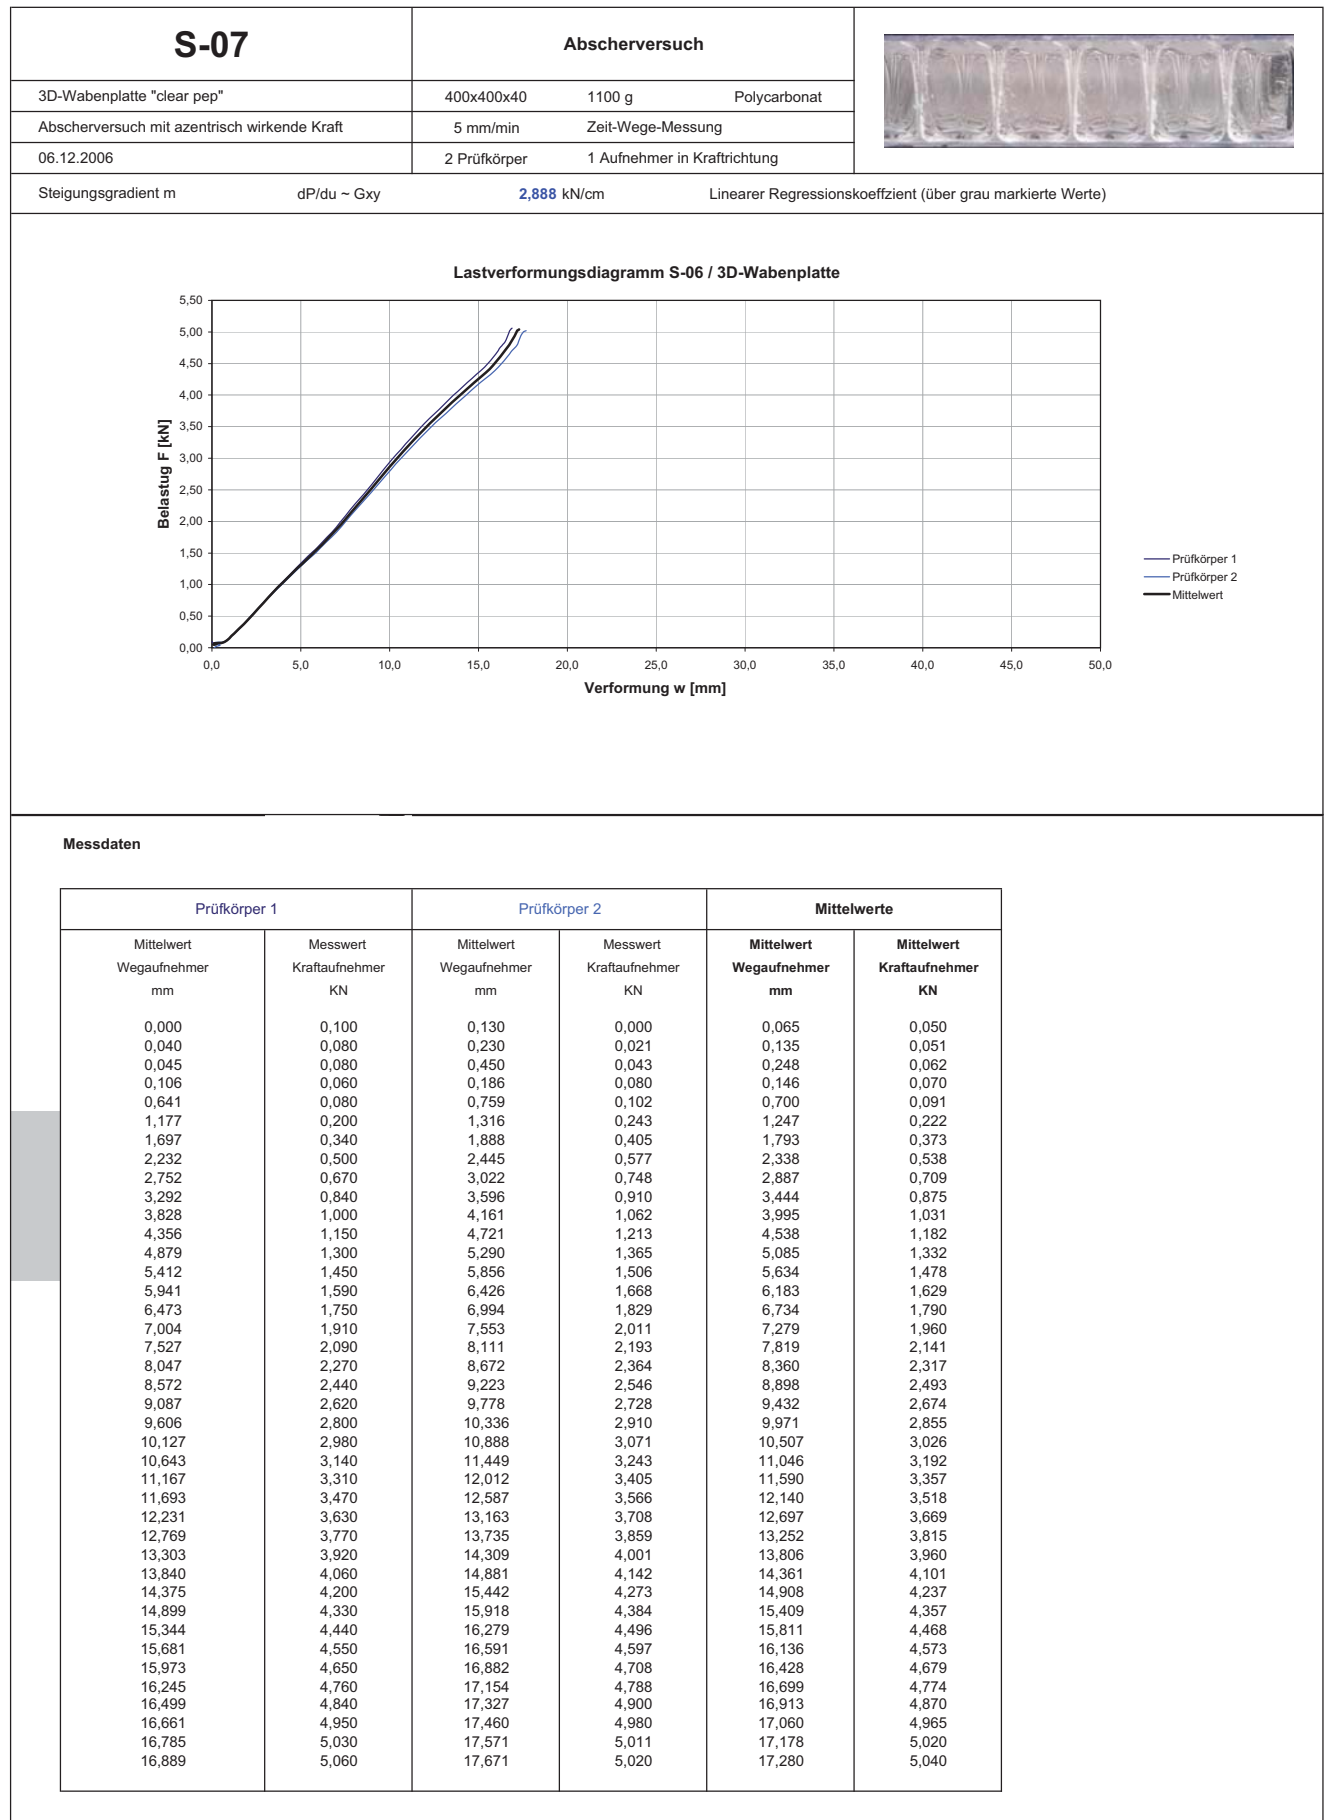 S-07
Abscherversuch
3D-Wabenplatte "clear pep"
400x400x40 1100 g Polycarbonat
Abscherversuch mit azentrisch wirkende Kraft
5 mm/min Zeit-Wege-Messung
06.12.2006
2 Prüfkörper 1 Aufnehmer in Kraftrichtung
Steigungsgradient m dP/du ~ Gxy 2,888 kN/cm Linearer Regressionskoeffzient (über grau markierte Werte)
Lastverformungsdiagramm S-06 / 3D-Wabenplatte
5,50
5,00
4,50
4,00
3,50
3,00
2,50
2,00
1,50
1,00
0,50
0,00
Belastug F [kN]
0,0 5,0 10,0 15,0 20,0 25,0 30,0 35,0 40,0 45,0 50,0
Verformung w [mm]
Prüfkörper 1
Prüfkörper 2
Mittelwert
Messdaten
Prüfkörper 1 Prüfkörper 2 Mittelwerte
Mittelwert Messwert Mittelwert Messwert Mittelwert Mittelwert
Wegaufnehmer Kraftaufnehmer Wegaufnehmer Kraftaufnehmer Wegaufnehmer Kraftaufnehmer
mm KN mm KN mm KN
0,000 0,100 0,130 0,000 0,065 0,050
0,040 0,080 0,230 0,021 0,135 0,051
0,045 0,080 0,450 0,043 0,248 0,062
0,106 0,060 0,186 0,080 0,146 0,070
0,641 0,080 0,759 0,102 0,700 0,091
1,177 0,200 1,316 0,243 1,247 0,222
1,697 0,340 1,888 0,405 1,793 0,373
2,232 0,500 2,445 0,577 2,338 0,538
2,752 0,670 3,022 0,748 2,887 0,709
3,292 0,840 3,596 0,910 3,444 0,875
3,828 1,000 4,161 1,062 3,995 1,031
4,356 1,150 4,721 1,213 4,538 1,182
4,879 1,300 5,290 1,365 5,085 1,332
5,412 1,450 5,856 1,506 5,634 1,478
5,941 1,590 6,426 1,668 6,183 1,629
6,473 1,750 6,994 1,829 6,734 1,790
7,004 1,910 7,553 2,011 7,279 1,960
7,527 2,090 8,111 2,193 7,819 2,141
8,047 2,270 8,672 2,364 8,360 2,317
8,572 2,440 9,223 2,546 8,898 2,493
9,087 2,620 9,778 2,728 9,432 2,674
9,606 2,800 10,336 2,910 9,971 2,855
10,127 2,980 10,888 3,071 10,507 3,026
10,643 3,140 11,449 3,243 11,046 3,192
11,167 3,310 12,012 3,405 11,590 3,357
11,693 3,470 12,587 3,566 12,140 3,518
12,231 3,630 13,163 3,708 12,697 3,669
12,769 3,770 13,735 3,859 13,252 3,815
13,303 3,920 14,309 4,001 13,806 3,960
13,840 4,060 14,881 4,142 14,361 4,101
14,375 4,200 15,442 4,273 14,908 4,237
14,899 4,330 15,918 4,384 15,409 4,357
15,344 4,440 16,279 4,496 15,811 4,468
15,681 4,550 16,591 4,597 16,136 4,573
15,973 4,650 16,882 4,708 16,428 4,679
16,245 4,760 17,154 4,788 16,699 4,774
16,499 4,840 17,327 4,900 16,913 4,870
16,661 4,950 17,460 4,980 17,060 4,965
16,785 5,030 17,571 5,011 17,178 5,020
16,889 5,060 17,671 5,020 17,280 5,040